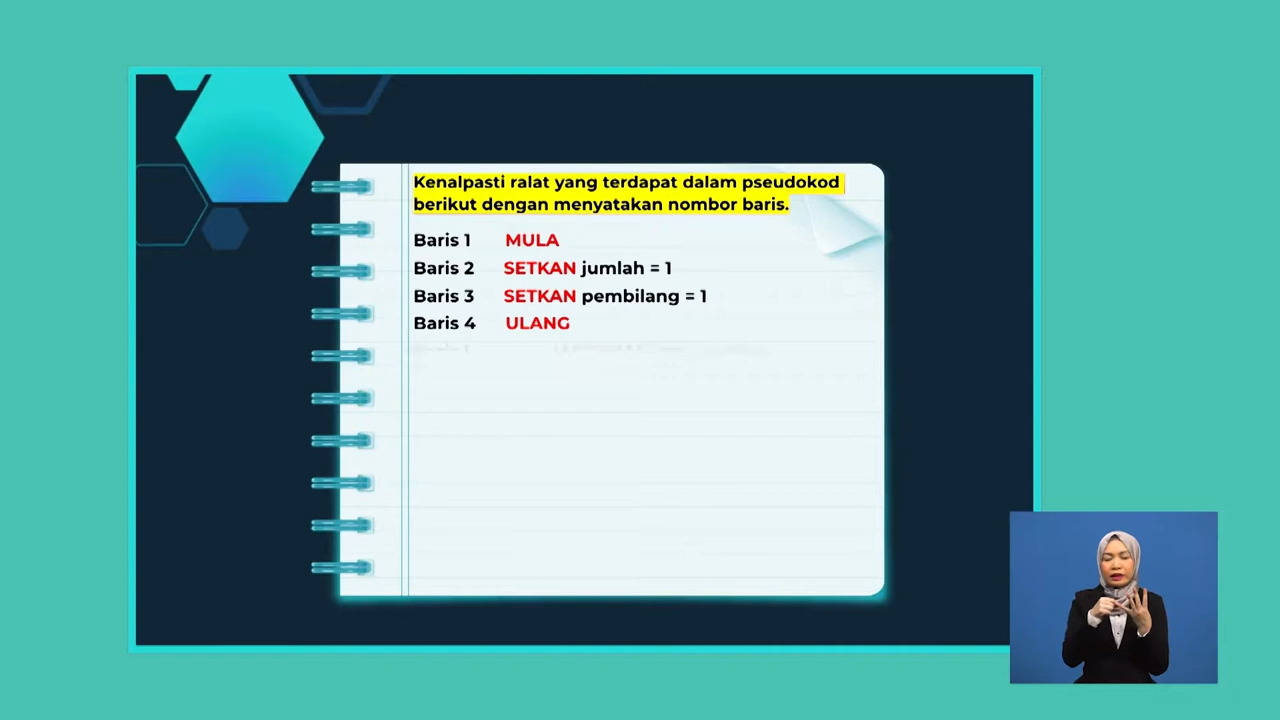 Kenalpasti ralat yang terdapat dalam pseudokod
berikut dengan menyatakan nombor baris.
Baris 1 MULA
Baris 2 SETKAN jumlah = 1
Baris 3 SETKAN pembilang = 1
Baris 4 ULANG